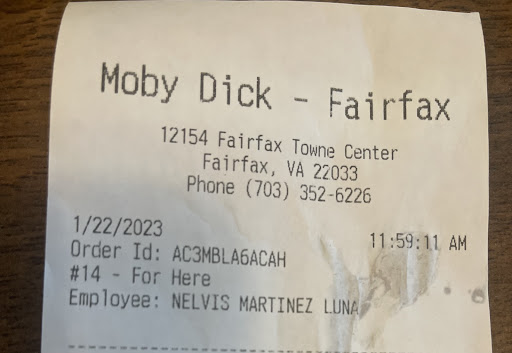 Moby Dick - Fairfax
12154 Fairfax Towne Center
Fairfax, VA 22033
Phone (703) 352-6226
1/22/2023 11:59:11 AM
Order Id: AC3MBLA6ACAH
#14 - For Here
Employee: NELVIS MARTINEZ LUNA
--------------------------------